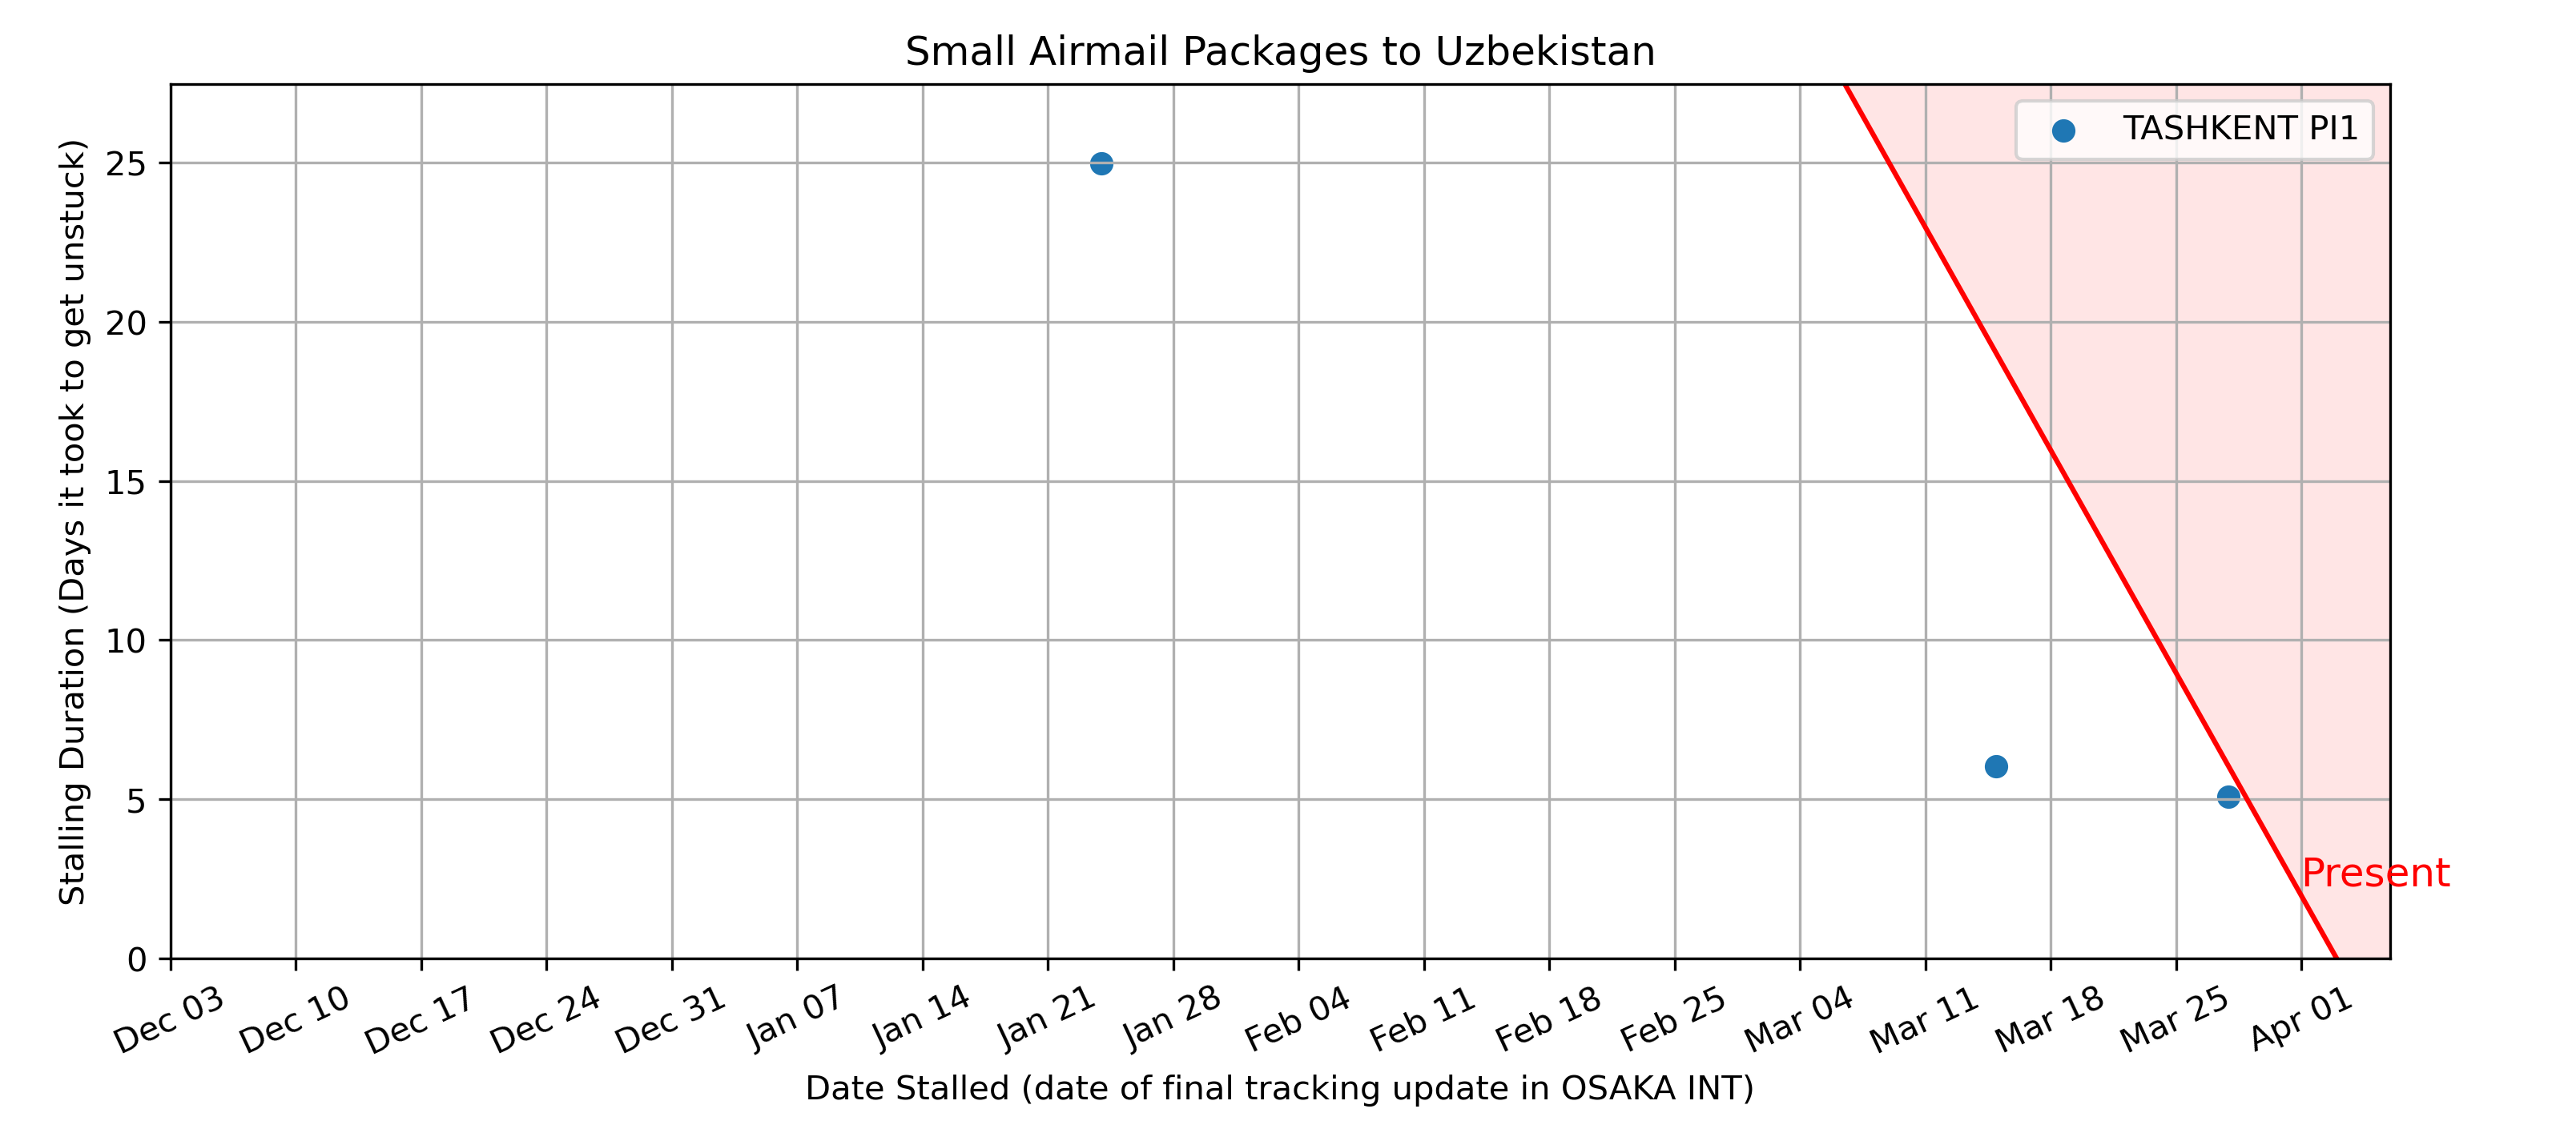 Small Airmail Packages to Uzbekistan
TASHKENT PI1
Stalling Duration (Days it took to get unstuck)
25
20
15
10
5
0
Present
Dec 03
Dec 10
Dec 17
Dec 24
Dec 31
Jan 07
Jan 14
Jan 21
Jan 28
Feb 04
Feb 11
Feb 18
Feb 25
Mar 04
Mar 11
Mar 18
Mar 25
Apr 01
Date Stalled (date of final tracking update in OSAKA INT)